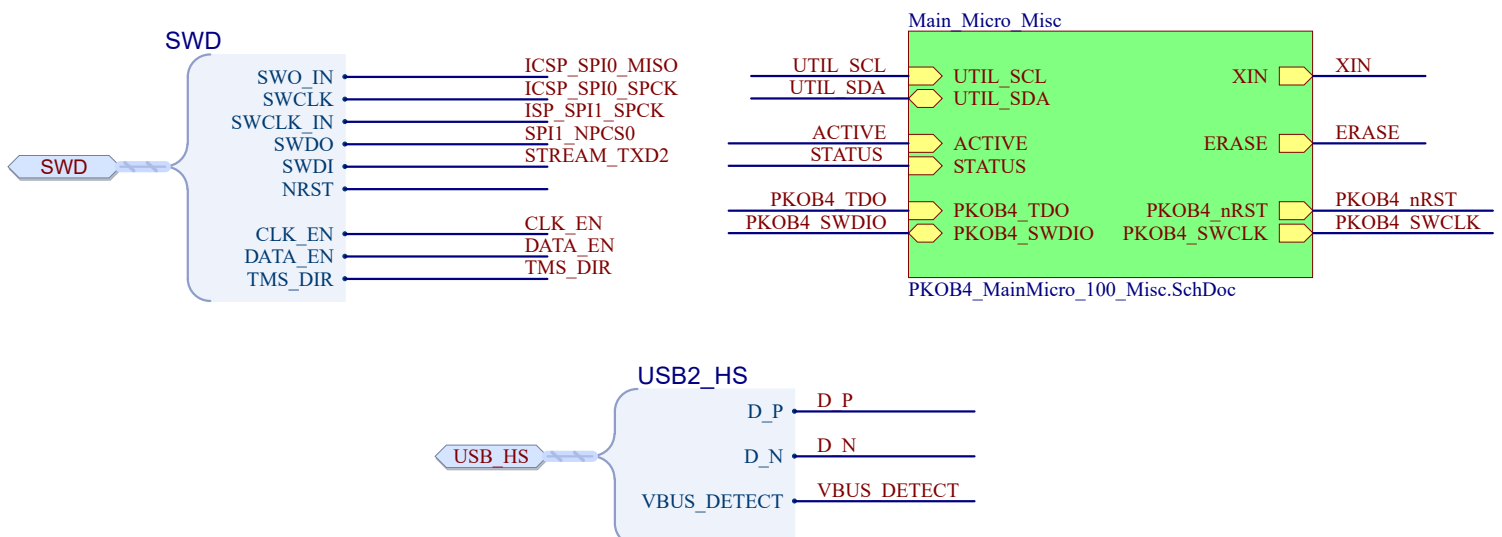 SWD
SWD
SWO_IN ICSP_SPI0_MISO
SWCLK ICSP_SPI0_SPCK
SWCLK_IN ISP_SPI1_SPCK
SWDO SPI1_NPCS0
SWDI STREAM_TXD2
NRST
CLK_EN CLK_EN
DATA_EN DATA_EN
TMS_DIR TMS_DIR
Main_Micro_Misc
UTIL_SCL UTIL_SCL XIN XIN
UTIL_SDA UTIL_SDA
ACTIVE ACTIVE ERASE ERASE
STATUS STATUS
PKOB4_TDO PKOB4_TDO PKOB4_nRST PKOB4_nRST
PKOB4_SWDIO PKOB4_SWDIO PKOB4_SWCLK PKOB4_SWCLK
PKOB4_MainMicro_100_Misc.SchDoc
USB2_HS
USB_HS
D_P D_P
D_N D_N
VBUS_DETECT VBUS_DETECT